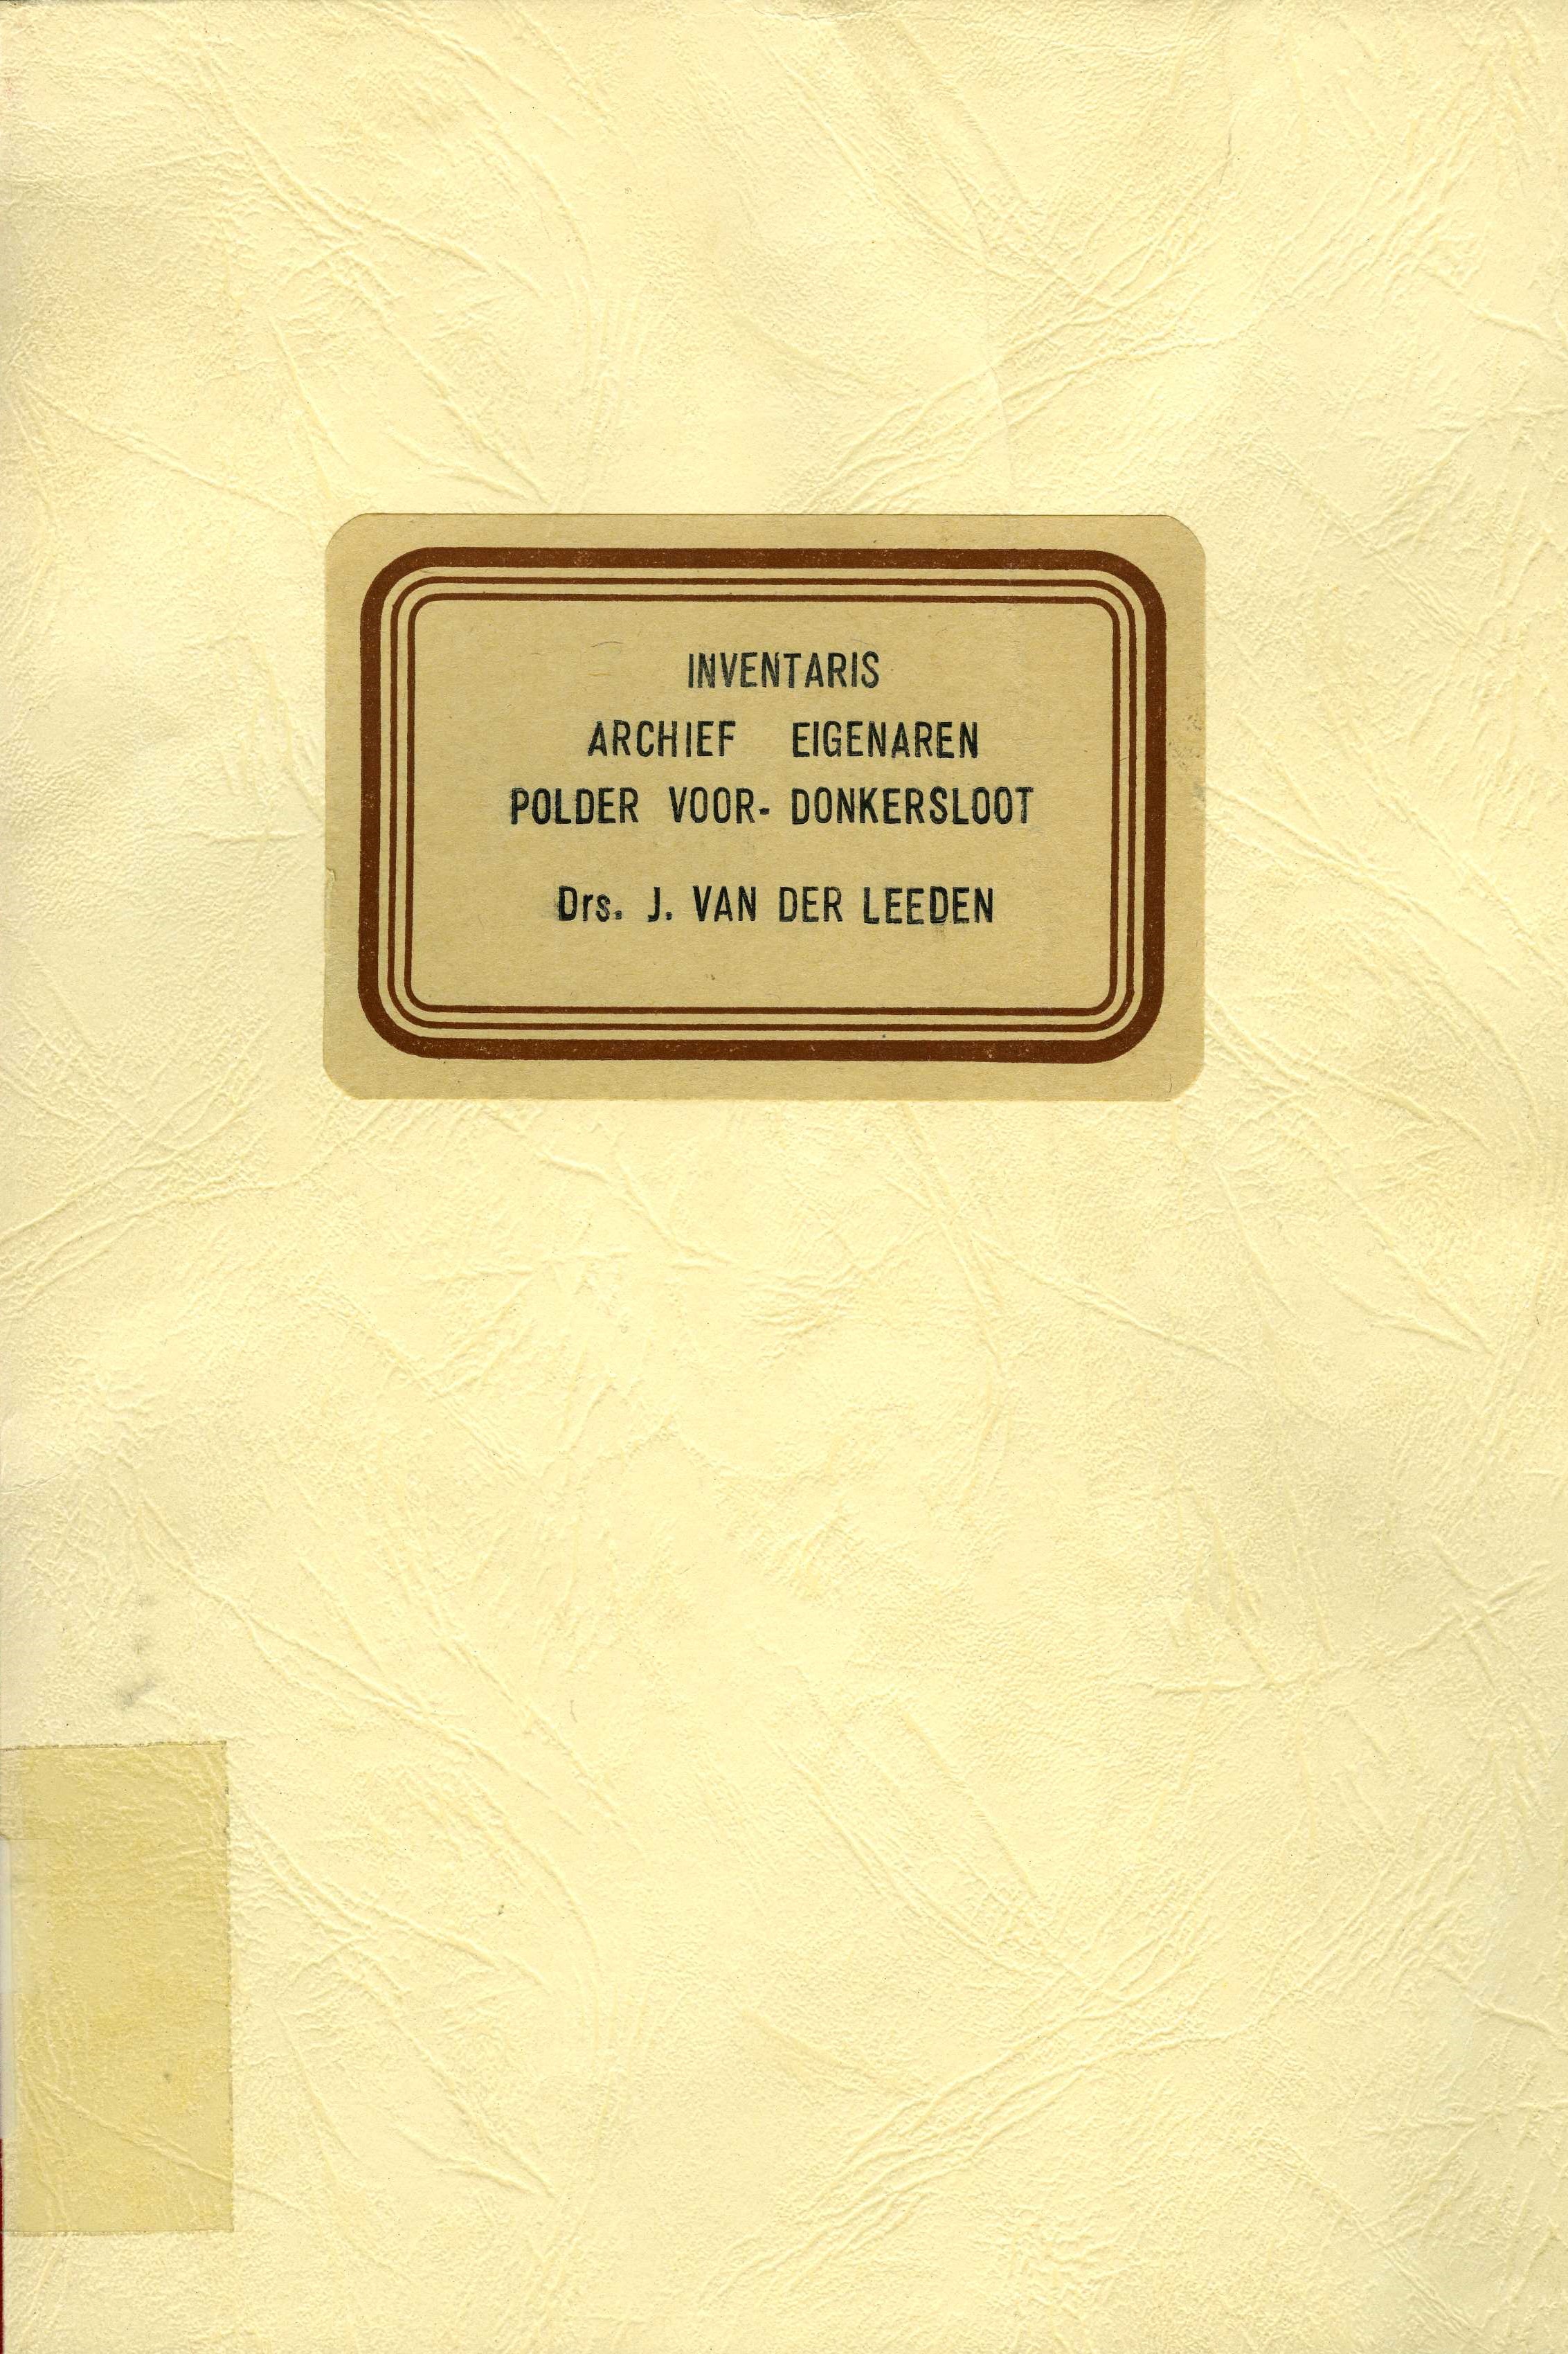 INVENTARIS
ARCHIEF EIGENAREN
POLDER VOOR- DONKERSLOOT
Drs. J. VAN DER LEEDEN